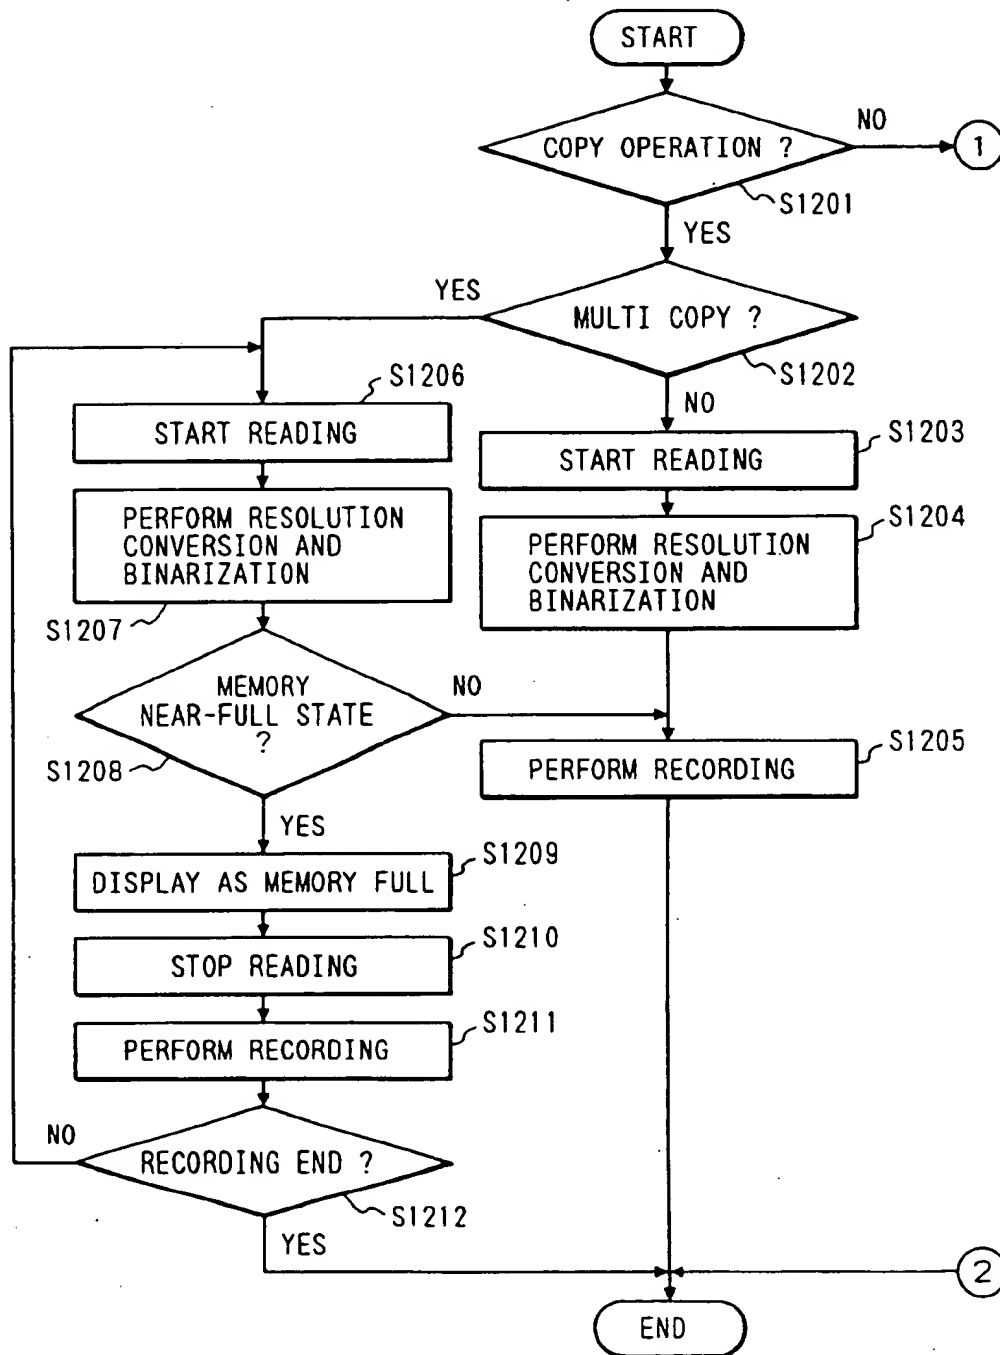 START
COPY OPERATION ?
NO
1
S1201
YES
YES
MULTI COPY ?
S1202
NO
S1206
START READING
S1203
START READING
PERFORM RESOLUTION
CONVERSION AND
BINARIZATION
S1207
S1204
PERFORM RESOLUTION
CONVERSION AND
BINARIZATION
MEMORY
NEAR-FULL STATE
?
NO
S1208
S1205
PERFORM RECORDING
YES
S1209
DISPLAY AS MEMORY FULL
S1210
STOP READING
S1211
PERFORM RECORDING
NO
RECORDING END ?
S1212
YES
2
END